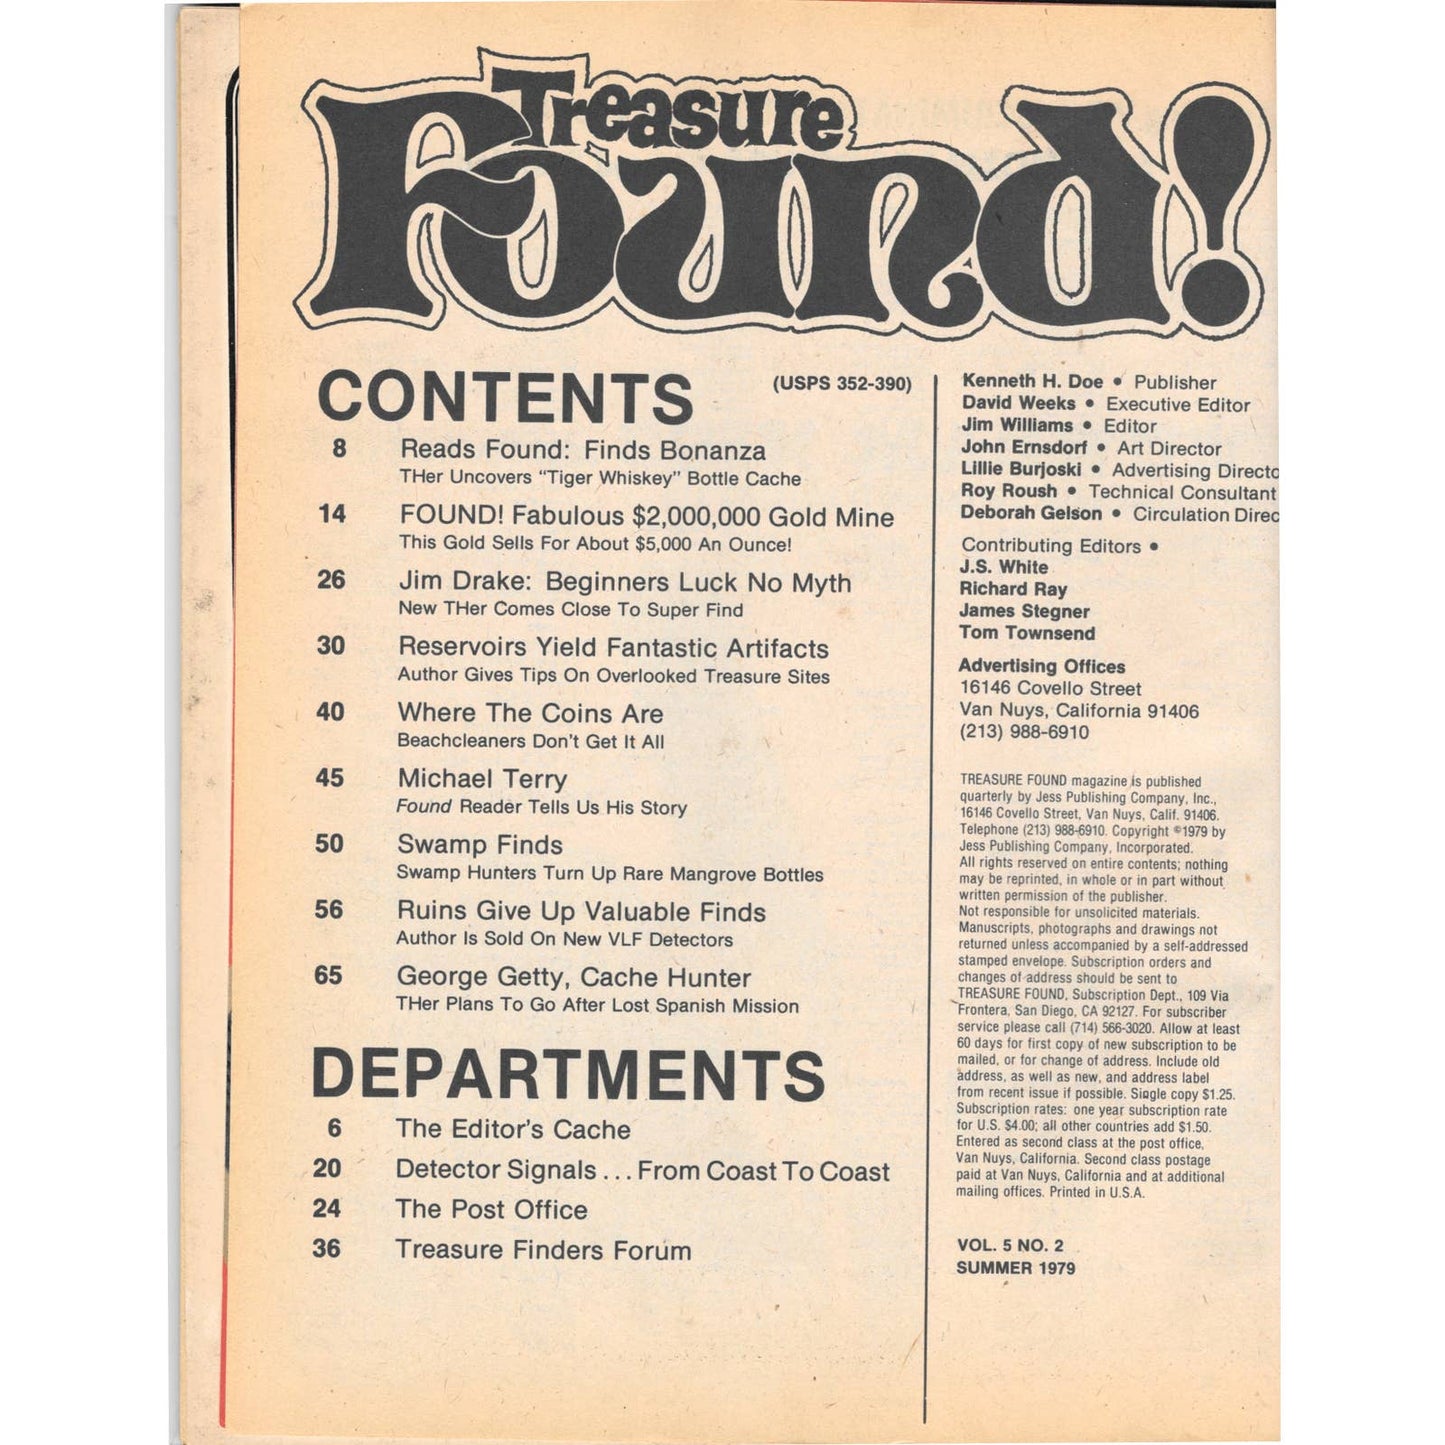 Treasure
Found!
CONTENTS
(USPS 352-390)
8 Reads Found: Finds Bonanza
THer Uncovers “Tiger Whiskey” Bottle Cache
14 FOUND! Fabulous $2,000,000 Gold Mine
This Gold Sells For About $5,000 An Ounce!
26 Jim Drake: Beginners Luck No Myth
New THer Comes Close To Super Find
30 Reservoirs Yield Fantastic Artifacts
Author Gives Tips On Overlooked Treasure Sites
40 Where The Coins Are
Beachcleaners Don't Get It All
45 Michael Terry
Found Reader Tells Us His Story
50 Swamp Finds
Swamp Hunters Turn Up Rare Mangrove Bottles
56 Ruins Give Up Valuable Finds
Author Is Sold On New VLF Detectors
65 George Getty, Cache Hunter
THer Plans To Go After Lost Spanish Mission
DEPARTMENTS
6 The Editor's Cache
20 Detector Signals ... From Coast To Coast
24 The Post Office
36 Treasure Finders Forum
Kenneth H. Doe • Publisher
David Weeks • Executive Editor
Jim Williams • Editor
John Ernsdorf • Art Director
Lillie Burjoski • Advertising Directo
Roy Roush • Technical Consultant
Deborah Gelson • Circulation Direc
Contributing Editors •
J.S. White
Richard Ray
James Stegner
Tom Townsend
Advertising Offices
16146 Covello Street
Van Nuys, California 91406
(213) 988-6910
TREASURE FOUND magazine is published
quarterly by Jess Publishing Company, Inc.,
16146 Covello Street, Van Nuys, Calif. 91406.
Telephone (213) 988-6910. Copyright ©1979 by
Jess Publishing Company, Incorporated.
All rights reserved on entire contents; nothing
may be reprinted, in whole or in part without
written permission of the publisher.
Not responsible for unsolicited materials.
Manuscripts, photographs and drawings not
returned unless accompanied by a self-addressed
stamped envelope. Subscription orders and
changes of address should be sent to
TREASURE FOUND, Subscription Dept., 109 Via
Frontera, San Diego, CA 92127. For subscriber
service please call (714) 566-3020. Allow at least
60 days for first copy of new subscription to be
mailed, or for change of address. Include old
address, as well as new, and address label
from recent issue if possible. Single copy $1.25.
Subscription rates: one year subscription rate
for U.S. $4.00; all other countries add $1.50.
Entered as second class at the post office,
Van Nuys, California. Second class postage
paid at Van Nuys, California and at additional
mailing offices. Printed in U.S.A.
VOL. 5 NO. 2
SUMMER 1979